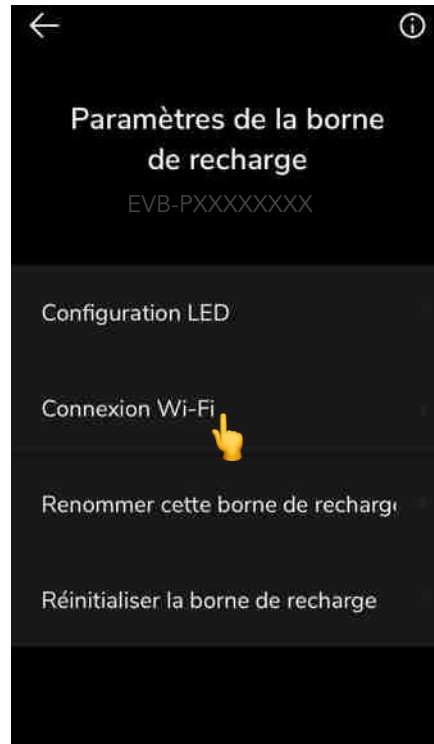 Paramètres de la borne
de recharge
EVB-PXXXXXXXX
Configuration LED
Connexion Wi-Fi
Renommer cette borne de recharge
Réinitialiser la borne de recharge